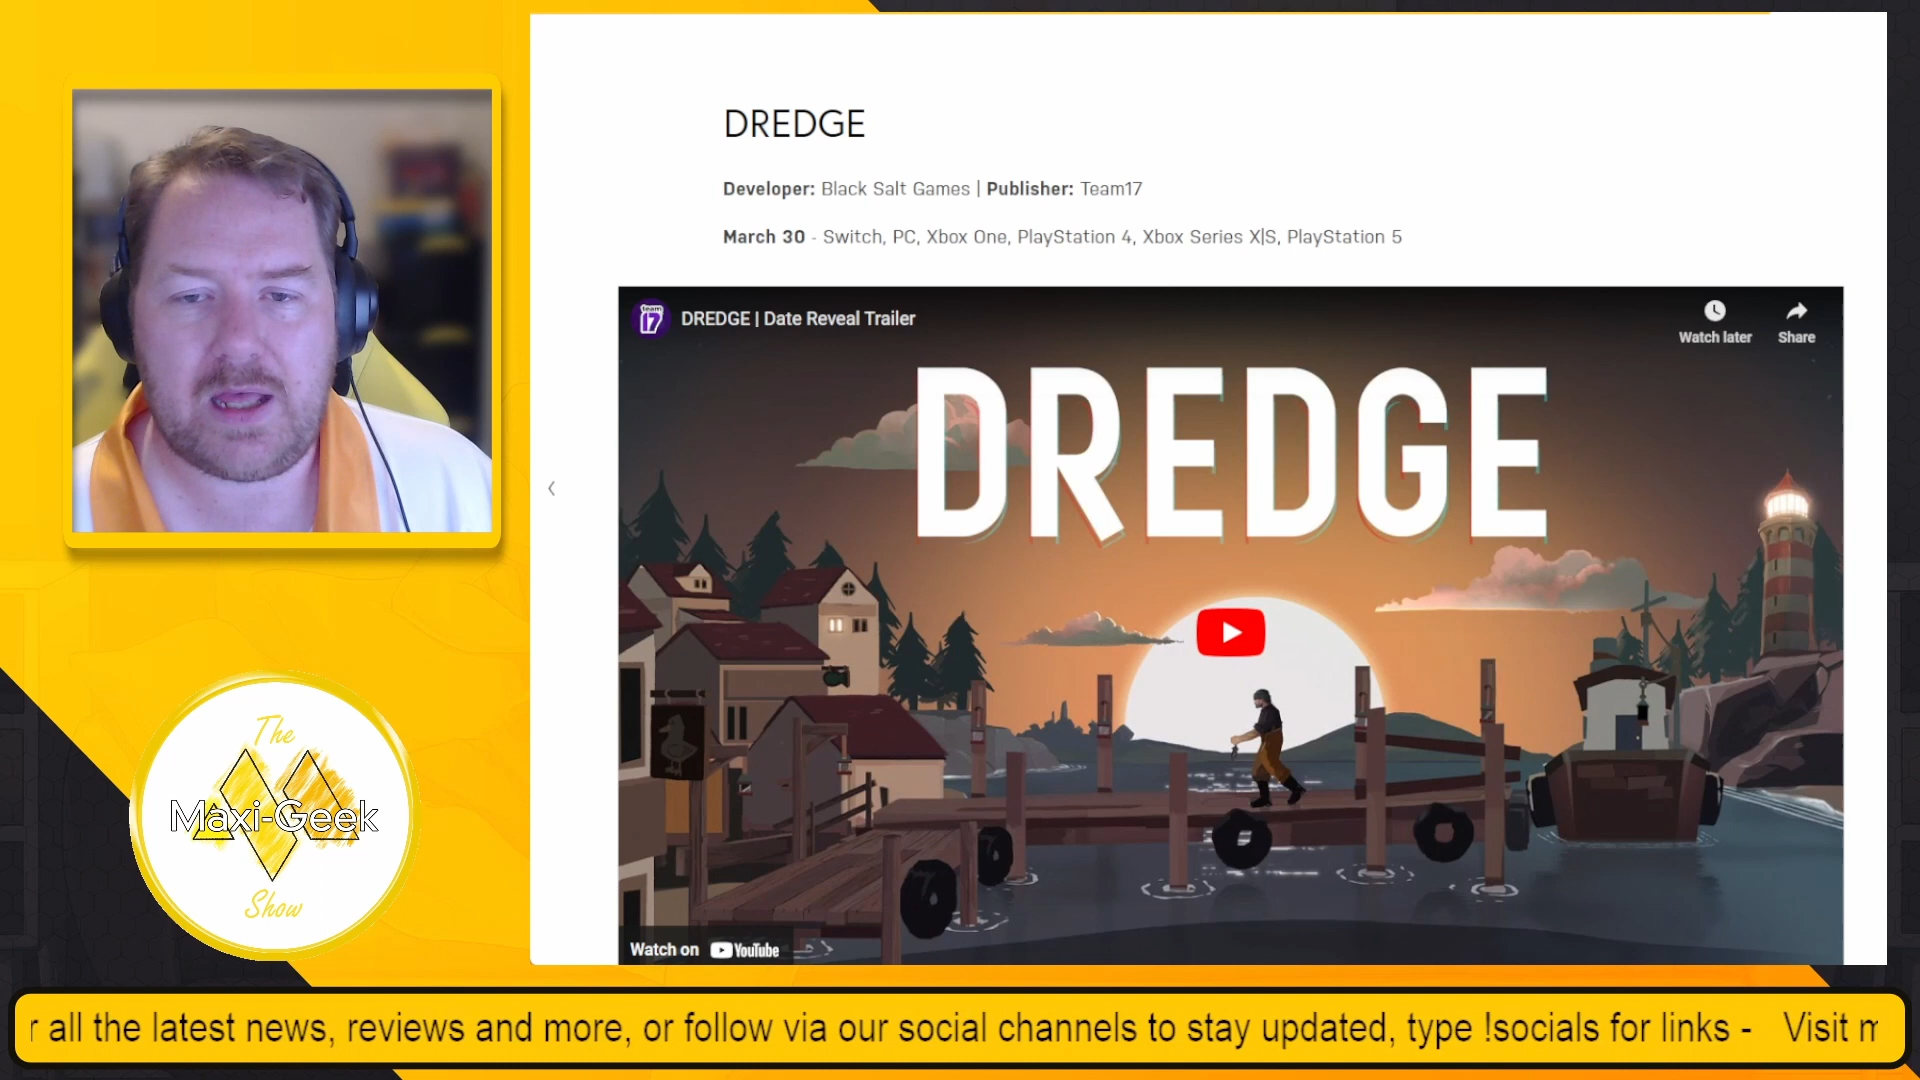 DREDGE
Developer: Black Salt Games | Publisher: Team17
March 30 - Switch, PC, Xbox One, PlayStation 4, Xbox Series X|S, PlayStation 5
team
17
DREDGE | Date Reveal Trailer
Watch later
Share
DREDGE
Watch on YouTube
The
Maxi-Geek
Show
r all the latest news, reviews and more, or follow via our social channels to stay updated, type !socials for links - Visit m